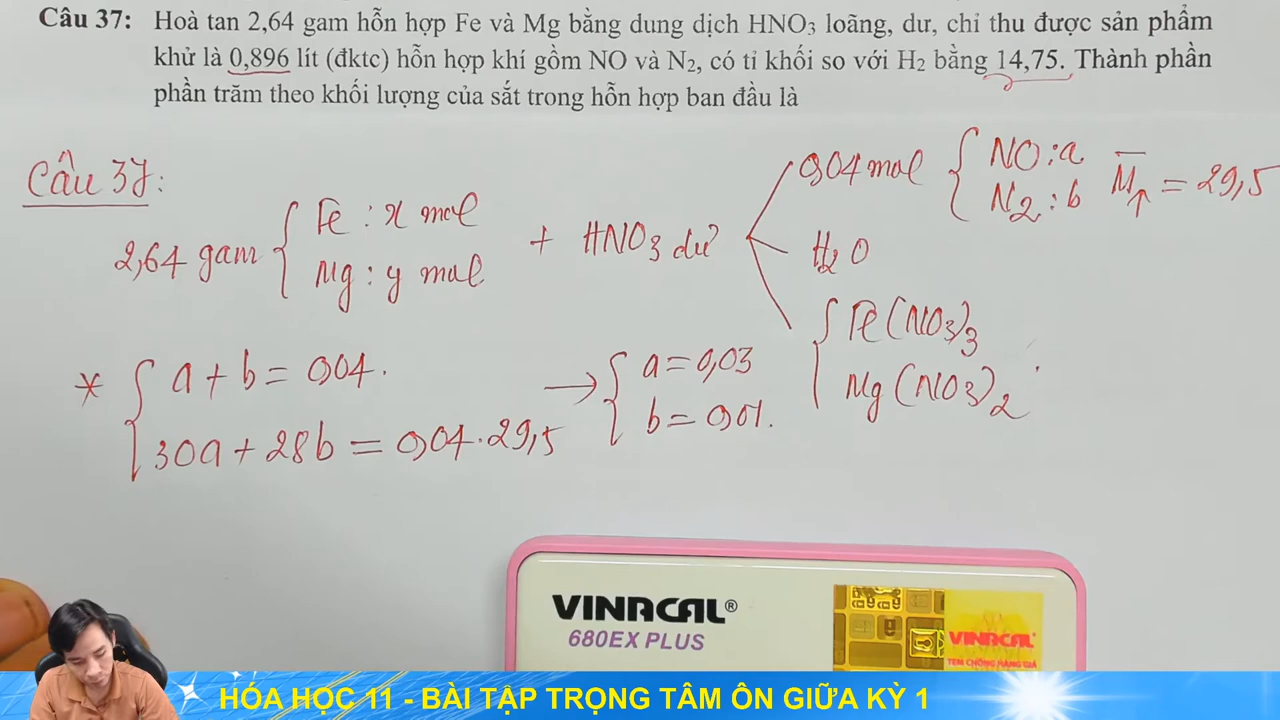 Câu 37: Hoà tan 2,64 gam hỗn hợp Fe và Mg bằng dung dịch HNO₃ loãng, dư, chỉ thu được sản phẩm
khử là 0,896 lít (đktc) hỗn hợp khí gồm NO và N₂, có tỉ khối so với H₂ bằng 14,75. Thành phần
phần trăm theo khối lượng của sắt trong hỗn hợp ban đầu là
Câu 37:
2,64 gam { Fe : x mol
Mg : y mol
+ HNO₃ dư
0,04 mol { NO : a
N₂ : b
M̅↑ = 29,5
H₂O
{ Fe(NO₃)₃
Mg(NO₃)₂
* { a + b = 0,04.
30a + 28b = 0,04.29,5
→ { a = 0,03
b = 0,01.
VINACAL®
680EX PLUS
VINACAL
TEM CHỐNG HÀNG GIẢ
HÓA HỌC 11 - BÀI TẬP TRỌNG TÂM ÔN GIỮA KỲ 1